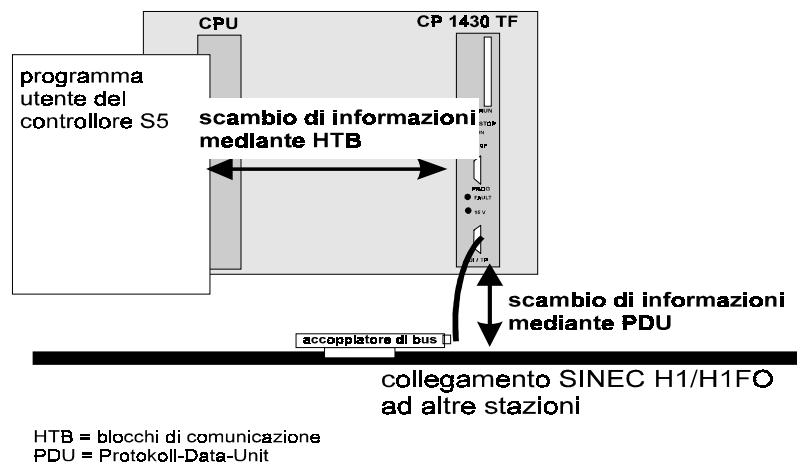 CPU
CP 1430 TF
programma
utente del
controllore S5
scambio di informazioni
mediante HTB
RUN
STOP
PROG
FAULT
15 V
scambio di informazioni
mediante PDU
accoppiatore di bus
collegamento SINEC H1/H1FO
ad altre stazioni
HTB = blocchi di comunicazione
PDU = Protokoll-Data-Unit